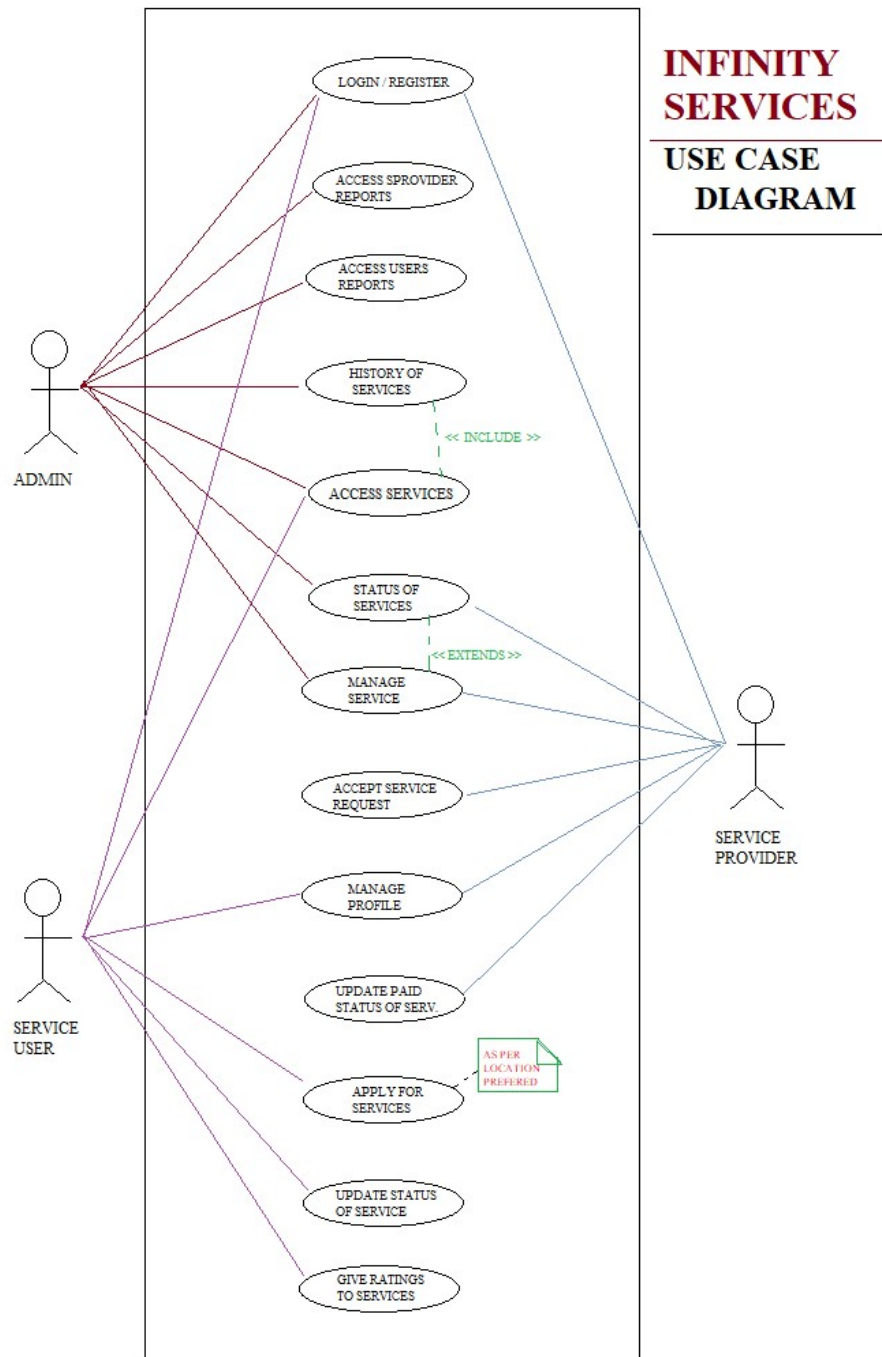 INFINITY
SERVICES
USE CASE
DIAGRAM
LOGIN / REGISTER
ACCESS SPROVIDER
REPORTS
ACCESS USERS
REPORTS
HISTORY OF
SERVICES
<< INCLUDE >>
ADMIN
ACCESS SERVICES
STATUS OF
SERVICES
<< EXTENDS >>
MANAGE
SERVICE
ACCEPT SERVICE
REQUEST
SERVICE
PROVIDER
MANAGE
PROFILE
UPDATE PAID
STATUS OF SERV.
SERVICE
USER
AS PER
LOCATION
PREFERED
APPLY FOR
SERVICES
UPDATE STATUS
OF SERVICE
GIVE RATINGS
TO SERVICES